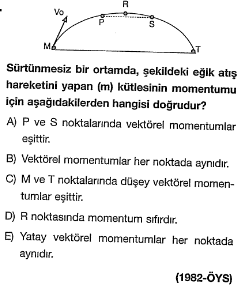 R
Vo
P
S
M
T
Sürtünmesiz bir ortamda, şekildeki eğik atış
hareketini yapan (m) kütlesinin momentumu
için aşağıdakilerden hangisi doğrudur?
A) P ve S noktalarında vektörel momentumlar
eşittir.
B) Vektörel momentumlar her noktada aynıdır.
C) M ve T noktalarında düşey vektörel momen-
tumlar eşittir.
D) R noktasında momentum sıfırdır.
E) Yatay vektörel momentumlar her noktada
aynıdır.
(1982-ÖYS)